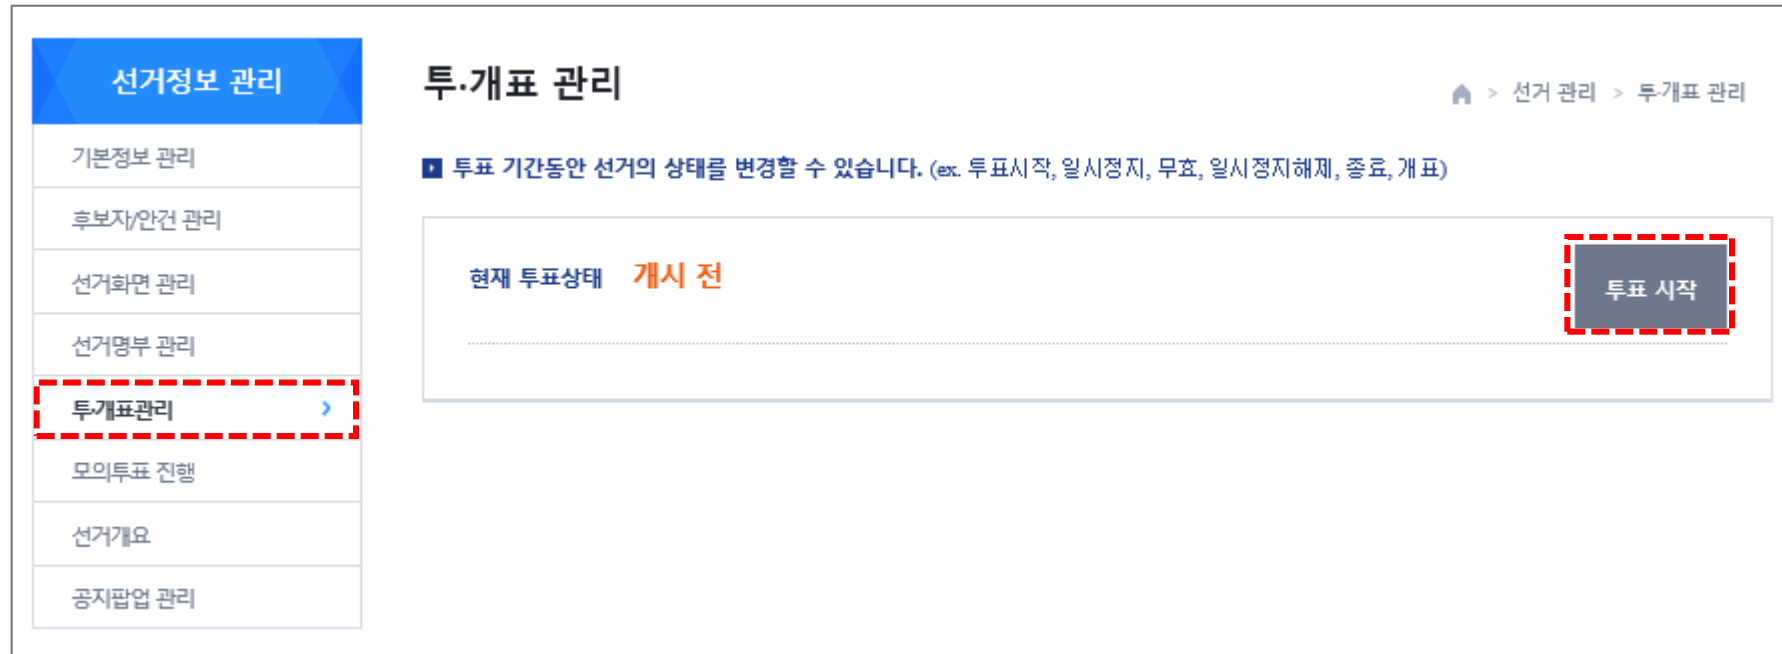 선거정보 관리
기본정보 관리
후보자/안건 관리
선거화면 관리
선거명부 관리
투·개표관리
모의투표 진행
선거개요
공지팝업 관리
투·개표 관리
> 선거 관리 > 투·개표 관리
투표 기간동안 선거의 상태를 변경할 수 있습니다. (ex. 투표시작, 일시정지, 무효, 일시정지해제, 종료, 개표)
현재 투표상태 개시 전
투표 시작